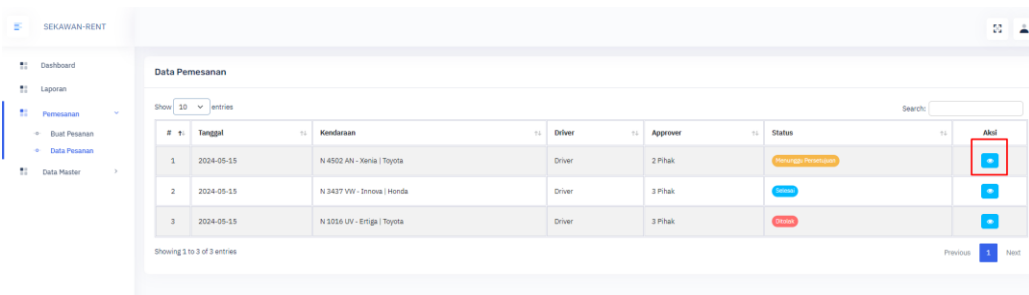 SEKAWAN-RENT
Dashboard
Laporan
Pemesanan
Buat Pesanan
Data Pesanan
Data Master
Data Pemesanan
Show 10 entries
Search:
# Tanggal Kendaraan Driver Approver Status Aksi
1 2024-05-15 N 4502 AN - Xenia | Toyota Driver 2 Pihak Menunggu Persetujuan
2 2024-05-15 N 3437 VW - Innova | Honda Driver 3 Pihak Selesai
3 2024-05-15 N 1016 UV - Ertiga | Toyota Driver 3 Pihak Ditolak
Showing 1 to 3 of 3 entries
Previous 1 Next